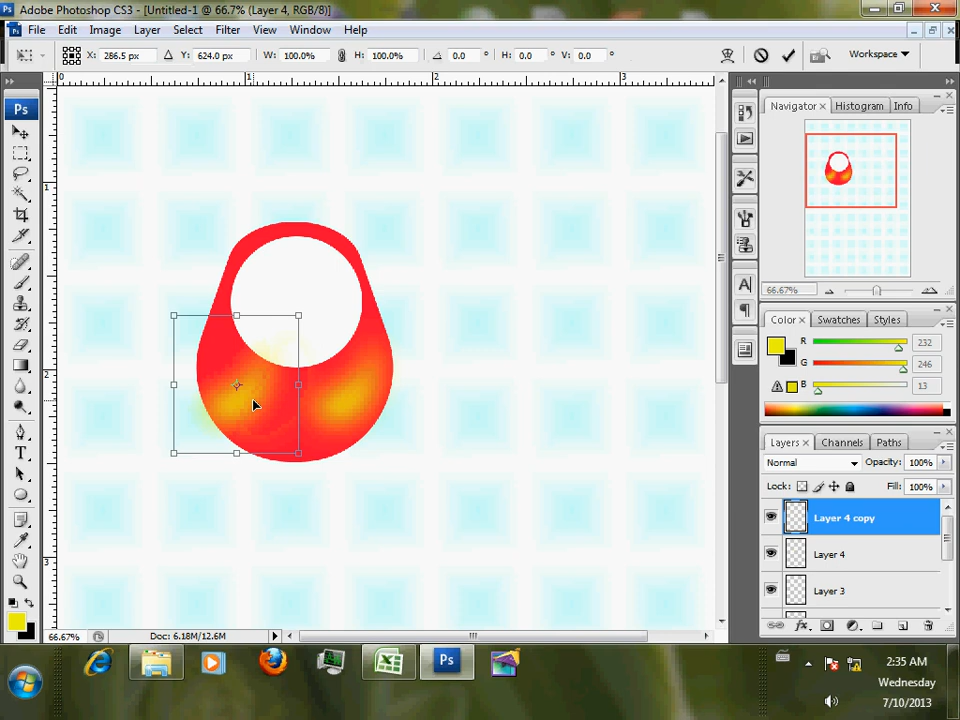 Adobe Photoshop CS3 - [Untitled-1 @ 66.7% (Layer 4, RGB/8)]
File Edit Image Layer Select Filter View Window Help
X: 286.5 px Y: 624.0 px W: 100.0% H: 100.0% 0.0 ° H: 0.0 ° V: 0.0 ° Workspace
0 1 2 3
Ps
Navigator × Histogram Info
1
66.67%
Color × Swatches Styles
R 232
G 246
B 13
2
Layers × Channels Paths
Normal Opacity: 100%
Lock: Fill: 100%
Layer 4 copy
Layer 4
3
Layer 3
66.67% Doc: 6.18M/12.6M
Ps
2:35 AM
Wednesday
7/10/2013